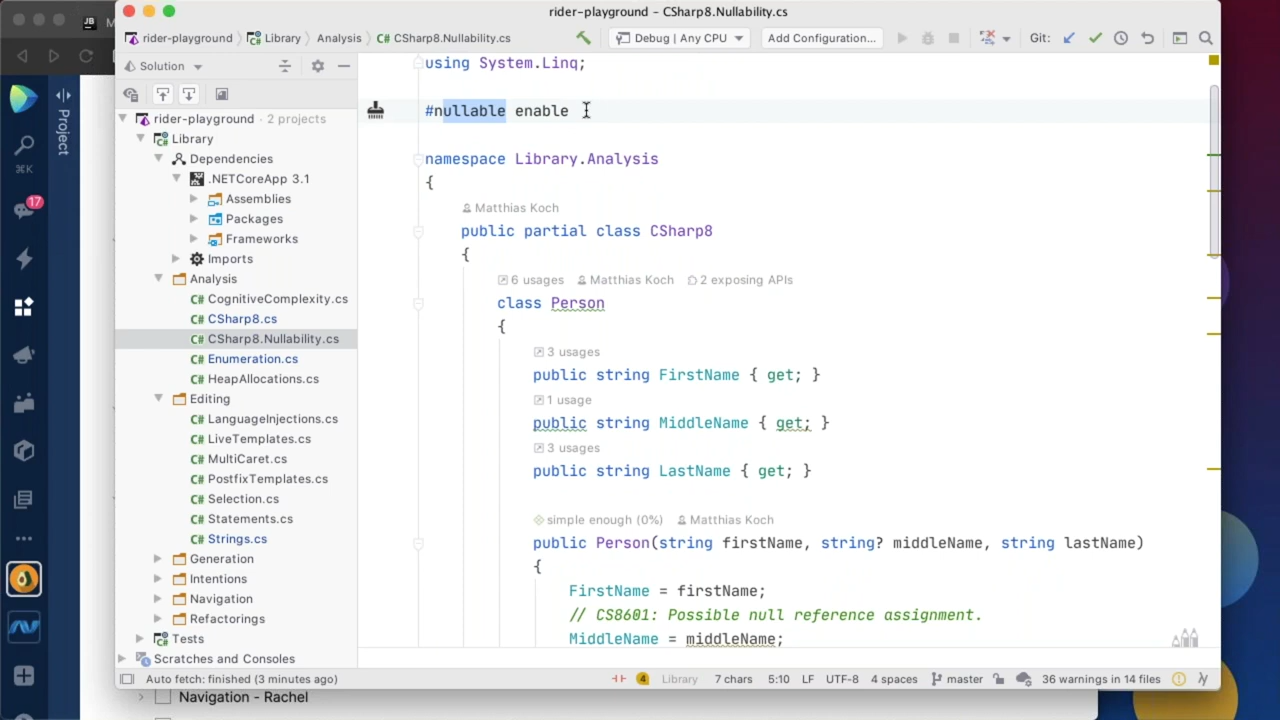 rider-playground – CSharp8.Nullability.cs
JB M
rider-playground Library Analysis C# CSharp8.Nullability.cs
Debug | Any CPU Add Configuration... Git:
Solution
Project
⌘K
17
rider-playground · 2 projects
Library
Dependencies
.NETCoreApp 3.1
Assemblies
Packages
Frameworks
Imports
Analysis
C# CognitiveComplexity.cs
C# CSharp8.cs
C# CSharp8.Nullability.cs
C# Enumeration.cs
C# HeapAllocations.cs
Editing
C# LanguageInjections.cs
C# LiveTemplates.cs
C# MultiCaret.cs
C# PostfixTemplates.cs
C# Selection.cs
C# Statements.cs
C# Strings.cs
Generation
Intentions
Navigation
Refactorings
Tests
Scratches and Consoles
using System.Linq;
#nullable enable
namespace Library.Analysis
{
Matthias Koch
public partial class CSharp8
{
6 usages Matthias Koch 2 exposing APIs
class Person
{
3 usages
public string FirstName { get; }
1 usage
public string MiddleName { get; }
3 usages
public string LastName { get; }
simple enough (0%) Matthias Koch
public Person(string firstName, string? middleName, string lastName)
{
FirstName = firstName;
// CS8601: Possible null reference assignment.
MiddleName = middleName;
Auto fetch: finished (3 minutes ago)
4 Library 7 chars 5:10 LF UTF-8 4 spaces master 36 warnings in 14 files
Navigation - Rachel